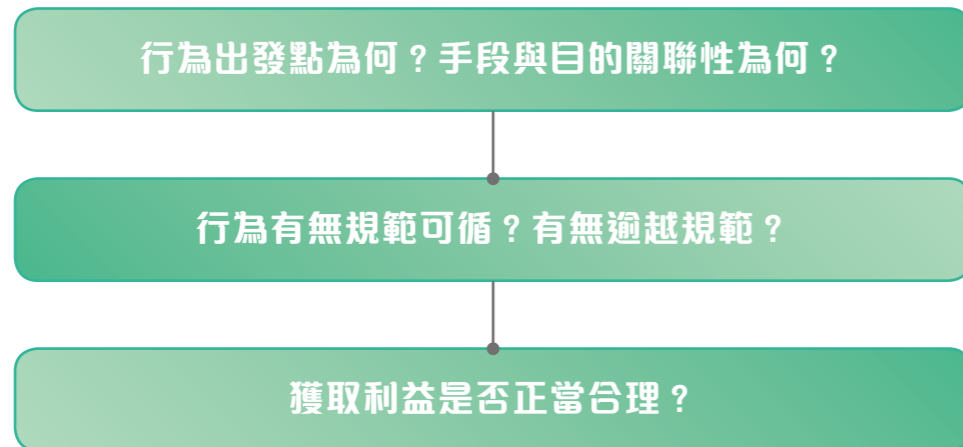 行為出發點為何？手段與目的關聯性為何？
行為有無規範可循？有無逾越規範？
獲取利益是否正當合理？